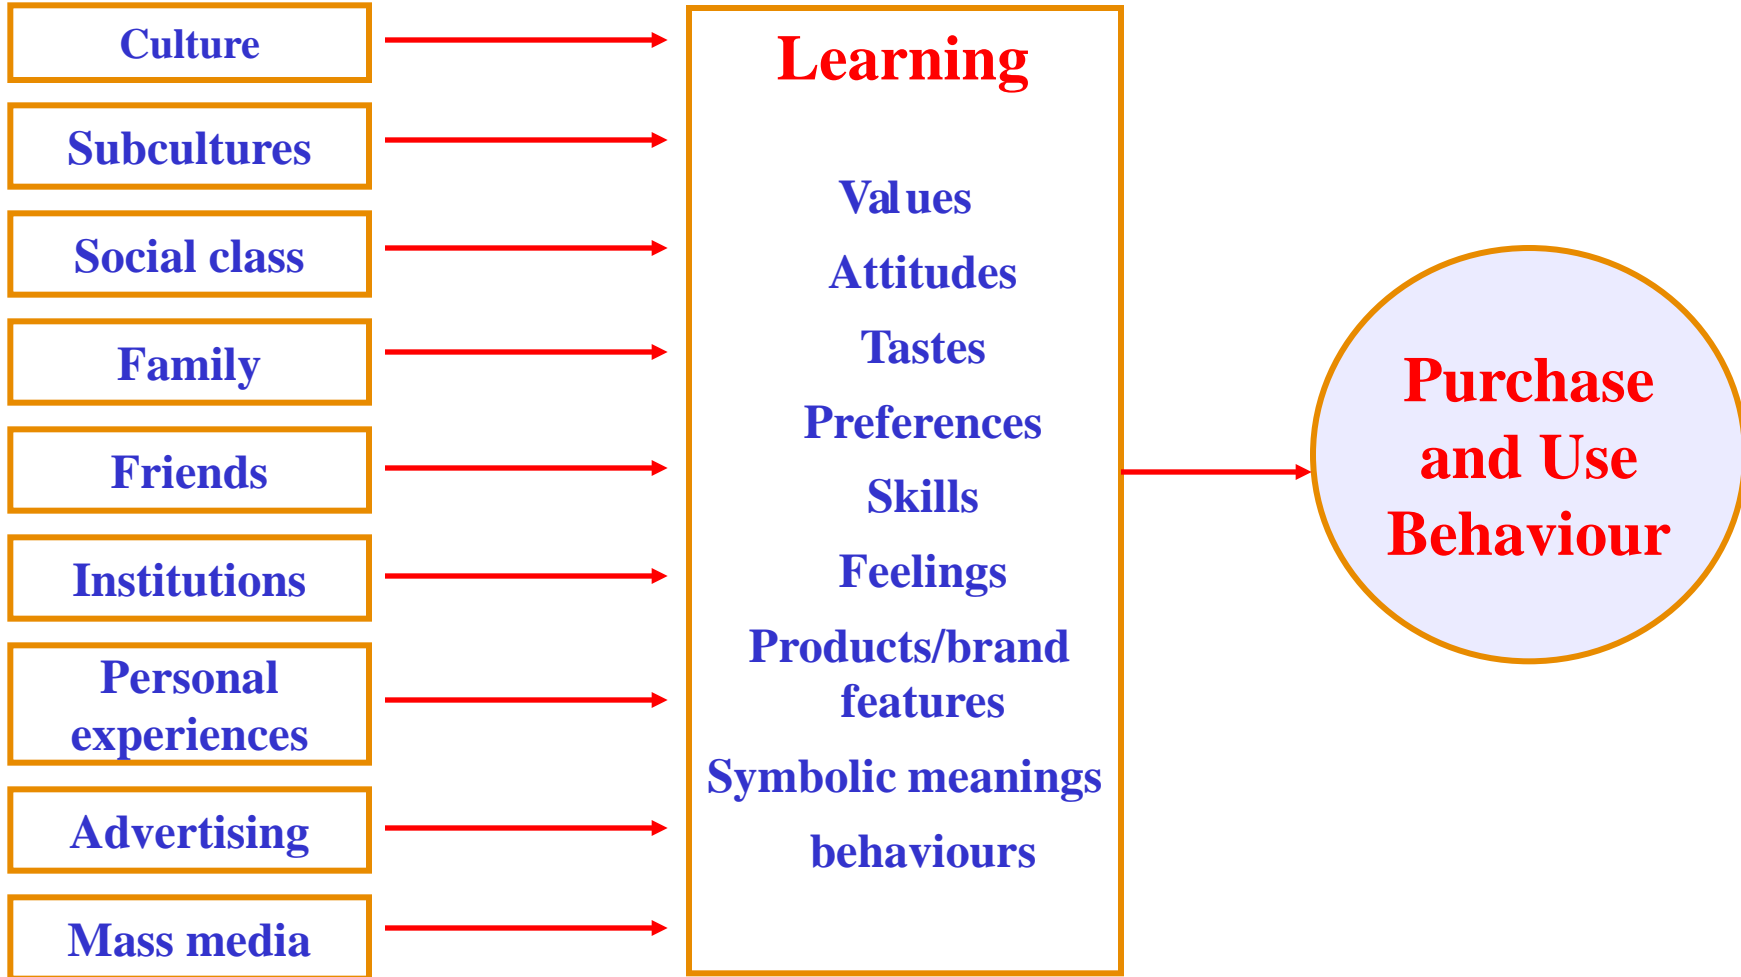 Culture
Subcultures
Social class
Family
Friends
Institutions
Personal
experiences
Advertising
Mass media
Learning
Values
Attitudes
Tastes
Preferences
Skills
Feelings
Products/brand
features
Symbolic meanings
behaviours
Purchase
and Use
Behaviour